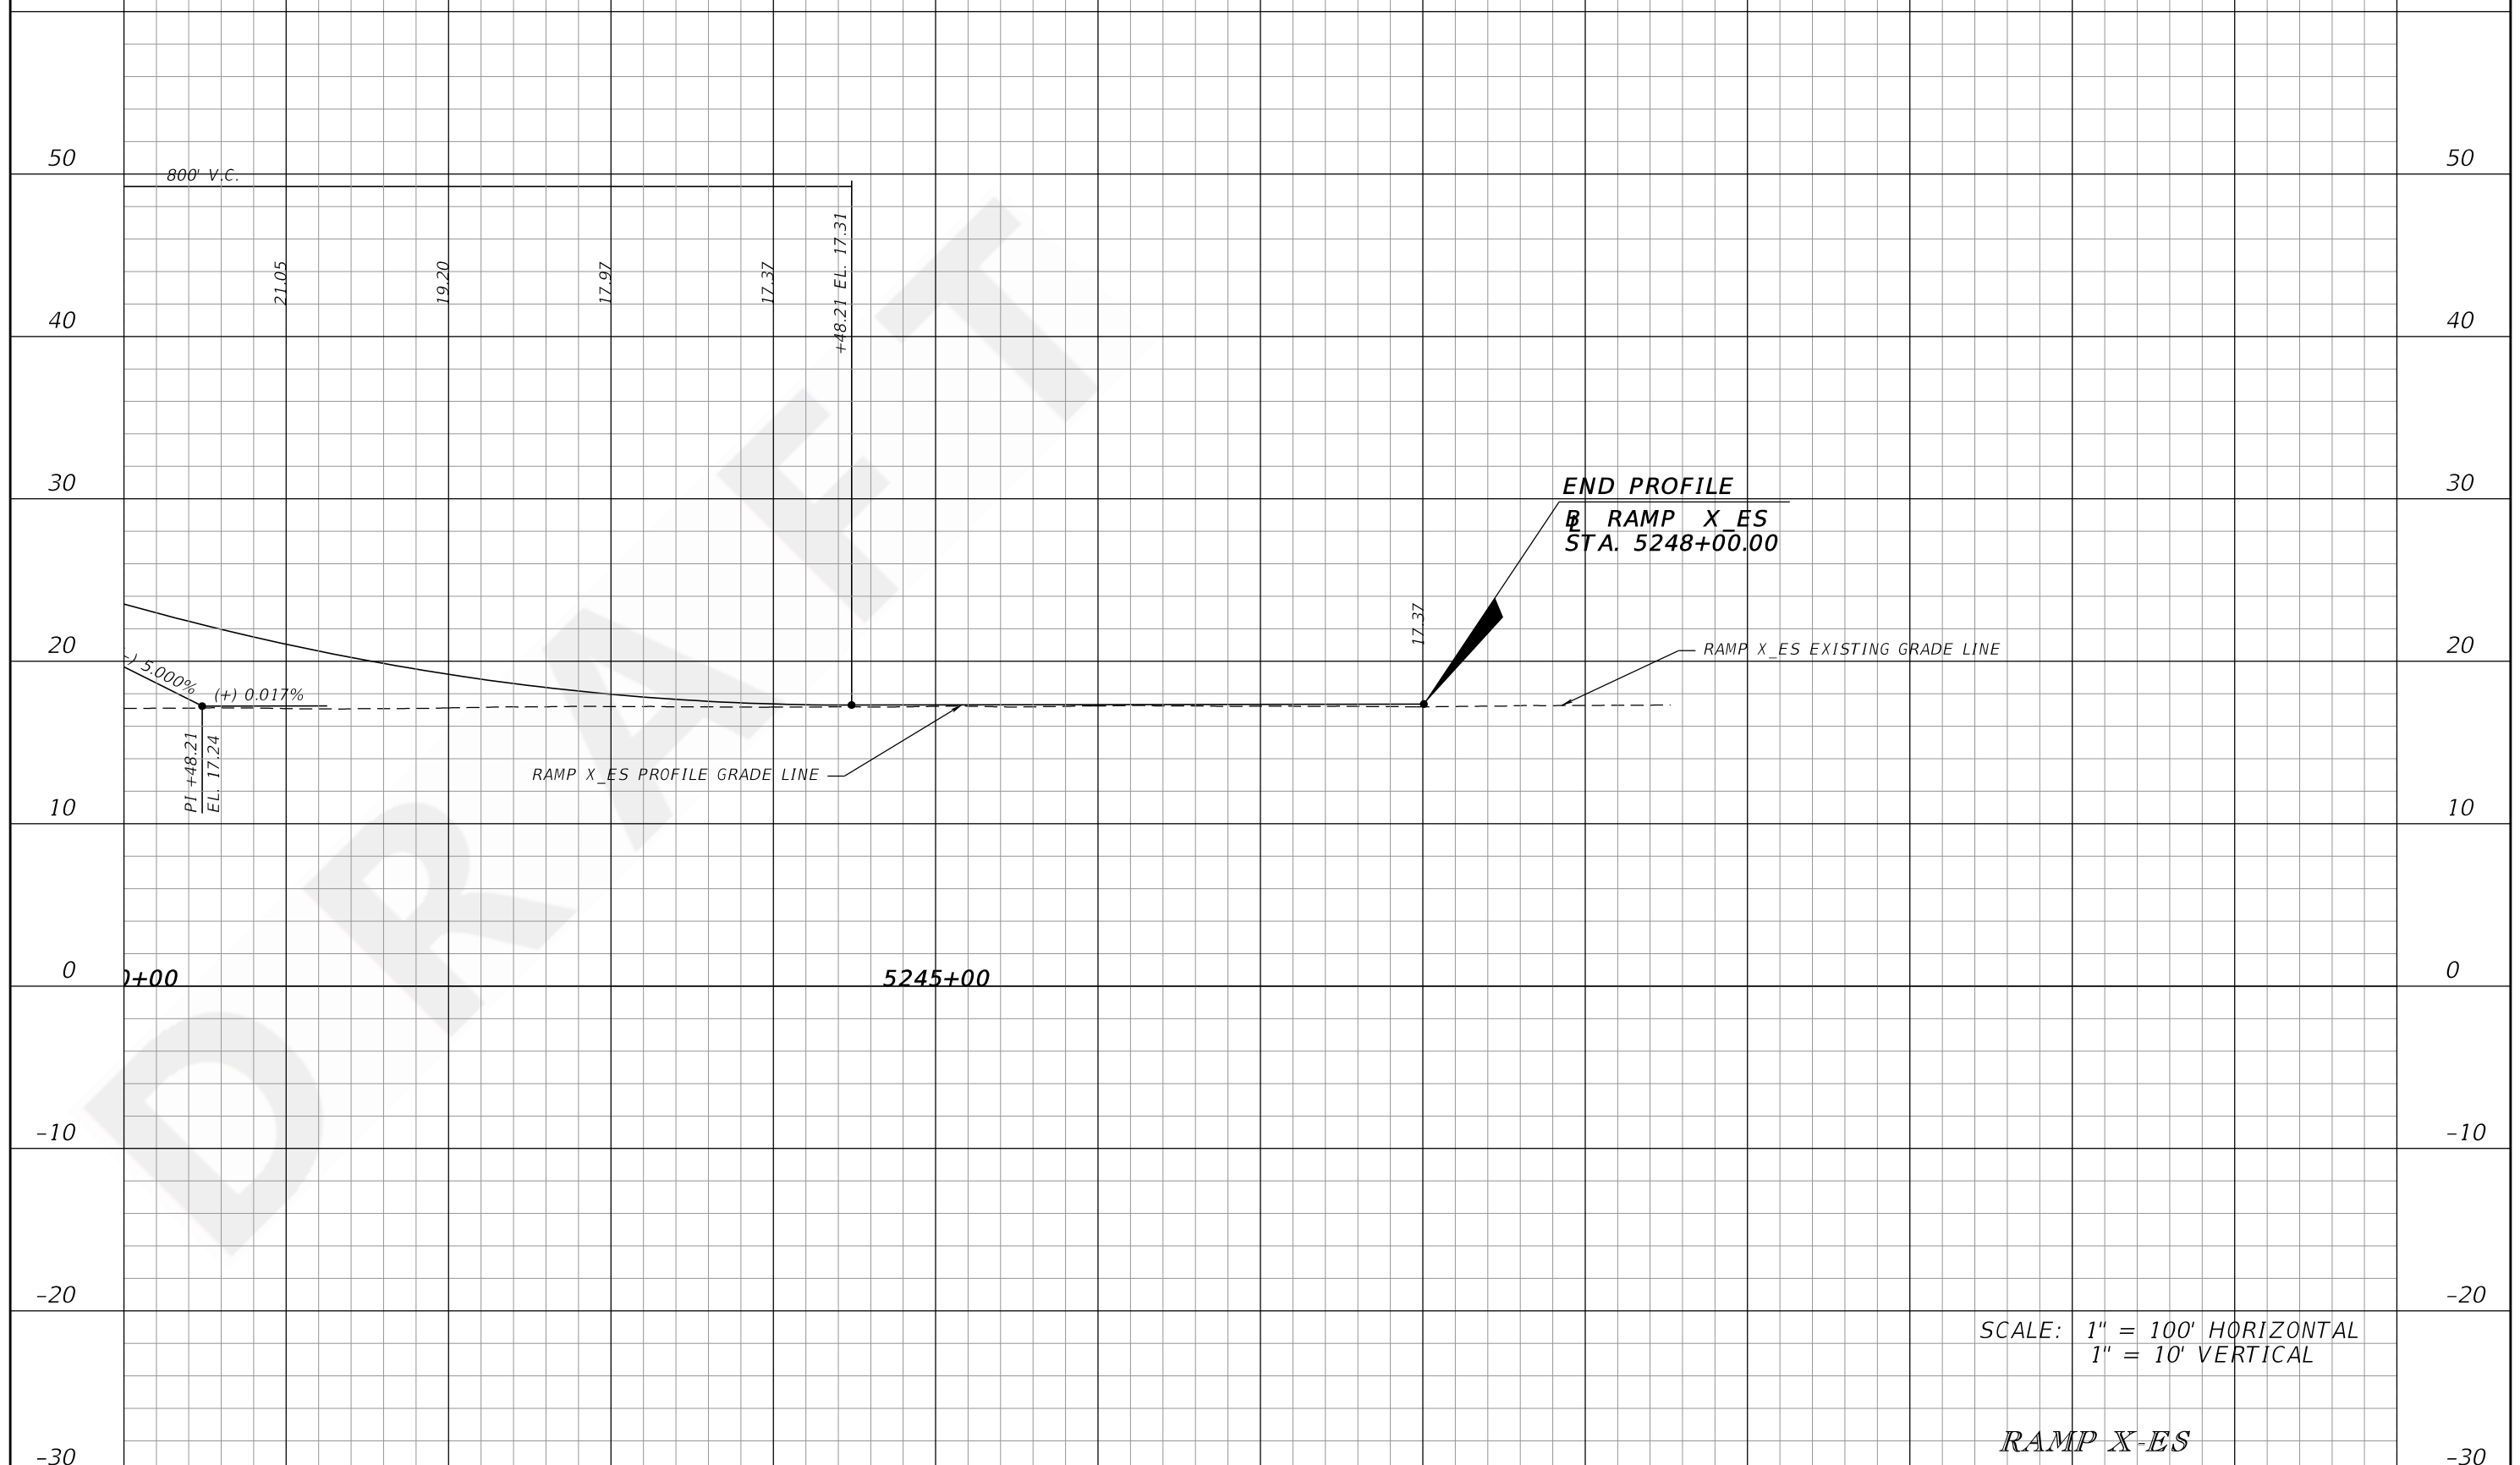 50
50
800' V.C.
+48.21 EL. 17.31
21.05
19.20
17.97
17.37
40
40
30
30
END PROFILE
BL RAMP X_ES
STA. 5248+00.00
17.37
20
20
RAMP X_ES EXISTING GRADE LINE
5.000%
(+) 0.017%
PI +48.21
EL. 17.24
RAMP X_ES PROFILE GRADE LINE
10
10
0
0
0+00
5245+00
-10
-10
-20
-20
SCALE: 1" = 100' HORIZONTAL
1" = 10' VERTICAL
RAMP X-ES
-30
-30
DRAFT